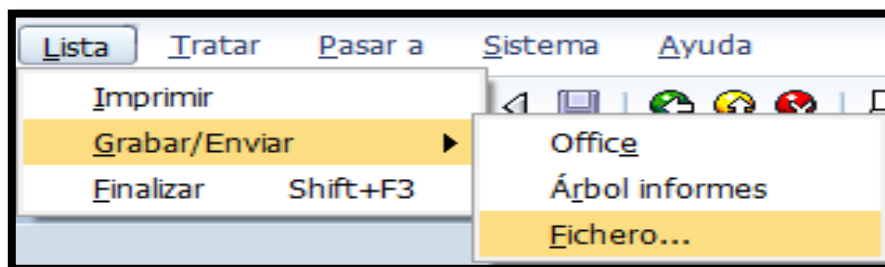 Lista Tratar Pasar a Sistema Ayuda
Imprimir
Grabar/Enviar
Finalizar Shift+F3
Office
Árbol informes
Fichero...